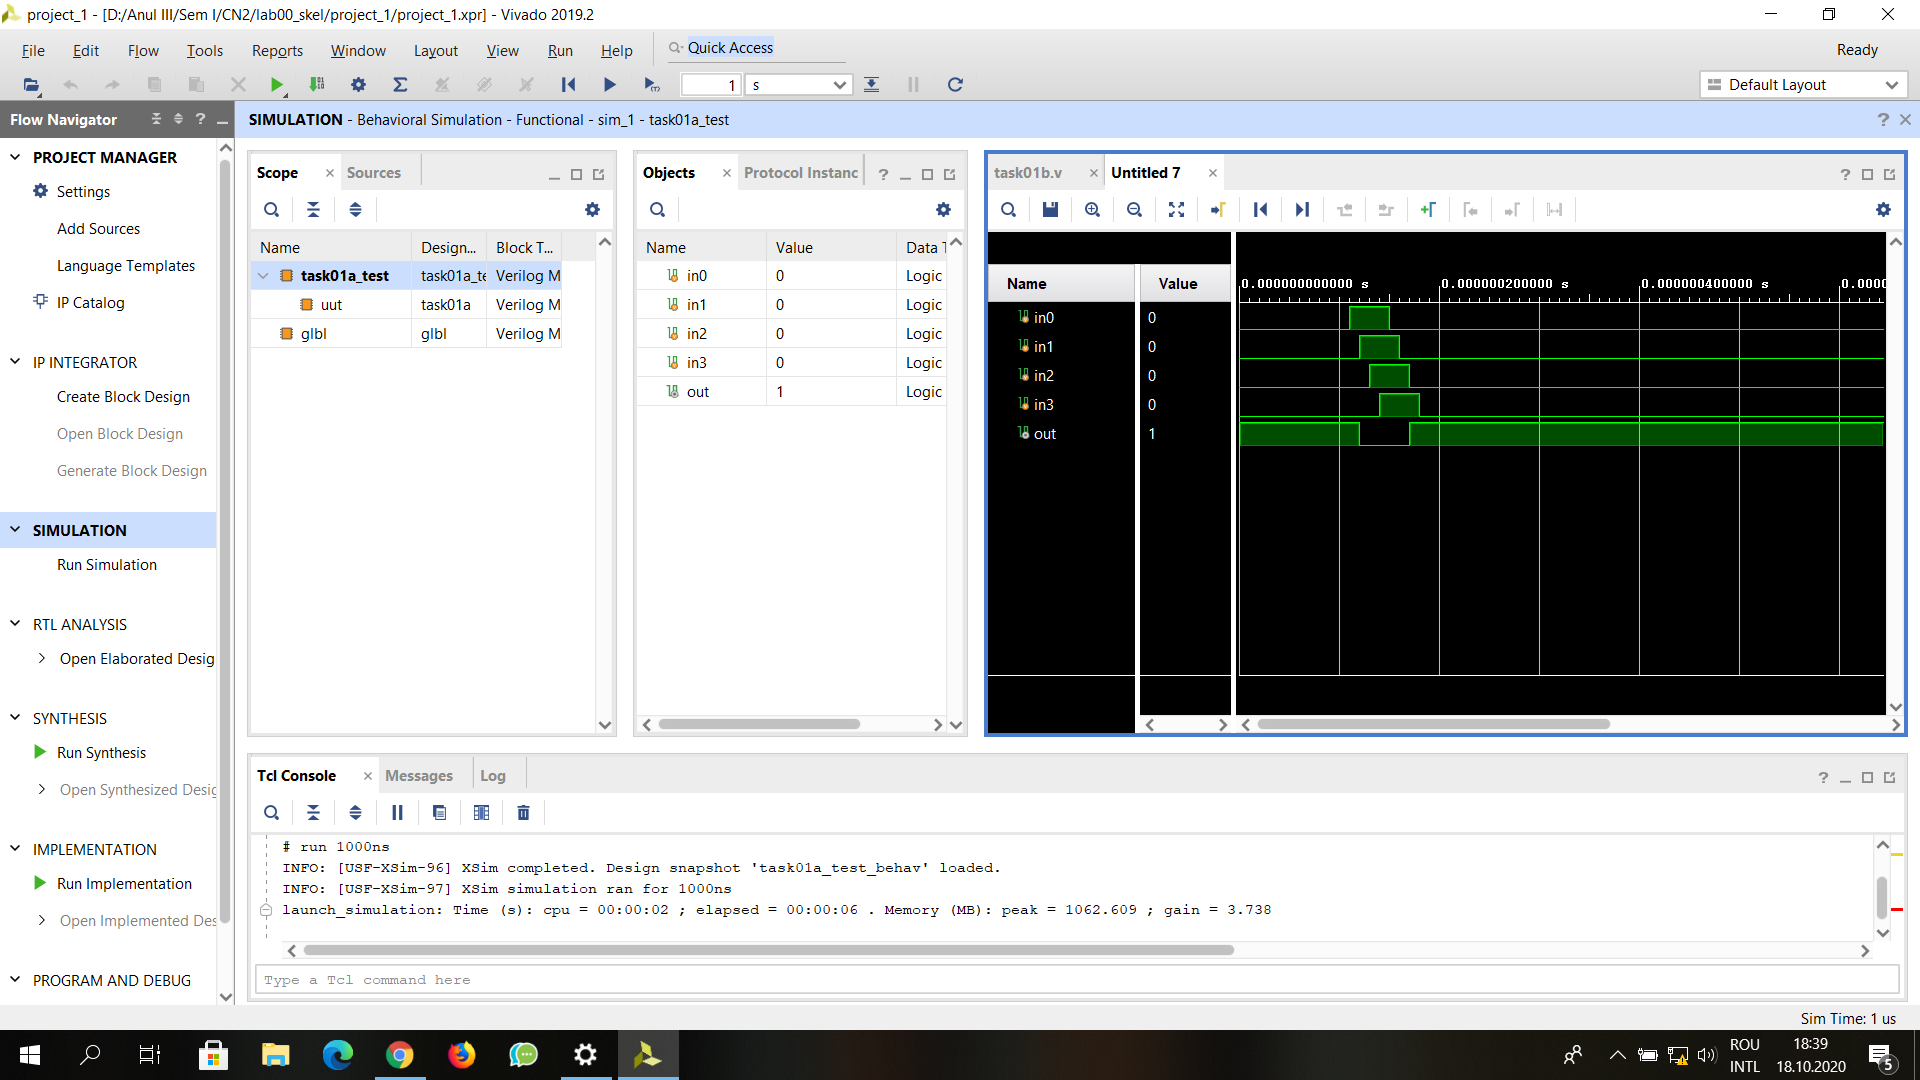 project_1 - [D:/Anul III/Sem I/CN2/lab00_skel/project_1/project_1.xpr] - Vivado 2019.2
File Edit Flow Tools Reports Window Layout View Run Help Quick Access Ready
1 s Default Layout
Flow Navigator
PROJECT MANAGER
Settings
Add Sources
Language Templates
IP Catalog
IP INTEGRATOR
Create Block Design
Open Block Design
Generate Block Design
SIMULATION
Run Simulation
RTL ANALYSIS
Open Elaborated Desig
SYNTHESIS
Run Synthesis
Open Synthesized Desig
IMPLEMENTATION
Run Implementation
Open Implemented Des
PROGRAM AND DEBUG
SIMULATION - Behavioral Simulation - Functional - sim_1 - task01a_test
Scope Sources
Name Design... Block T...
task01a_test task01a_te Verilog M
uut task01a Verilog M
glbl glbl Verilog M
Objects Protocol Instanc
Name Value Data T
in0 0 Logic
in1 0 Logic
in2 0 Logic
in3 0 Logic
out 1 Logic
task01b.v Untitled 7
Name Value
0.000000000000 s 0.000000200000 s 0.000000400000 s 0.0000
in0 0
in1 0
in2 0
in3 0
out 1
Tcl Console Messages Log
# run 1000ns
INFO: [USF-XSim-96] XSim completed. Design snapshot 'task01a_test_behav' loaded.
INFO: [USF-XSim-97] XSim simulation ran for 1000ns
launch_simulation: Time (s): cpu = 00:00:02 ; elapsed = 00:00:06 . Memory (MB): peak = 1062.609 ; gain = 3.738
Type a Tcl command here
Sim Time: 1 us
ROU
INTL
18:39
18.10.2020
5